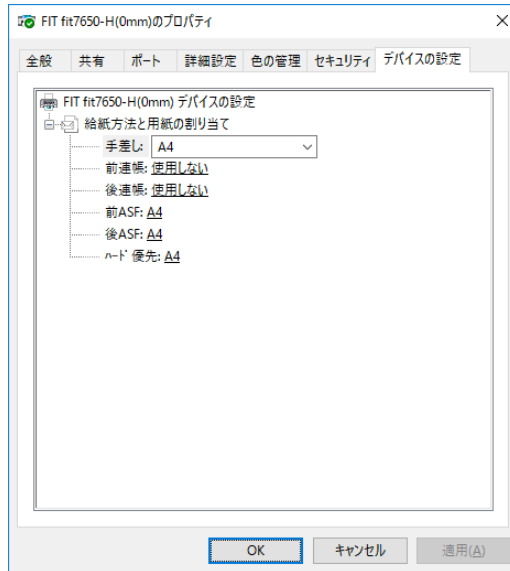 FIT fit7650-H(0mm)のプロパティ
全般 共有 ポート 詳細設定 色の管理 セキュリティ デバイスの設定
FIT fit7650-H(0mm) デバイスの設定
給紙方法と用紙の割り当て
手差し: A4
前連帳: 使用しない
後連帳: 使用しない
前ASF: A4
後ASF: A4
ﾊｰﾄﾞ優先: A4
OK キャンセル 適用(A)